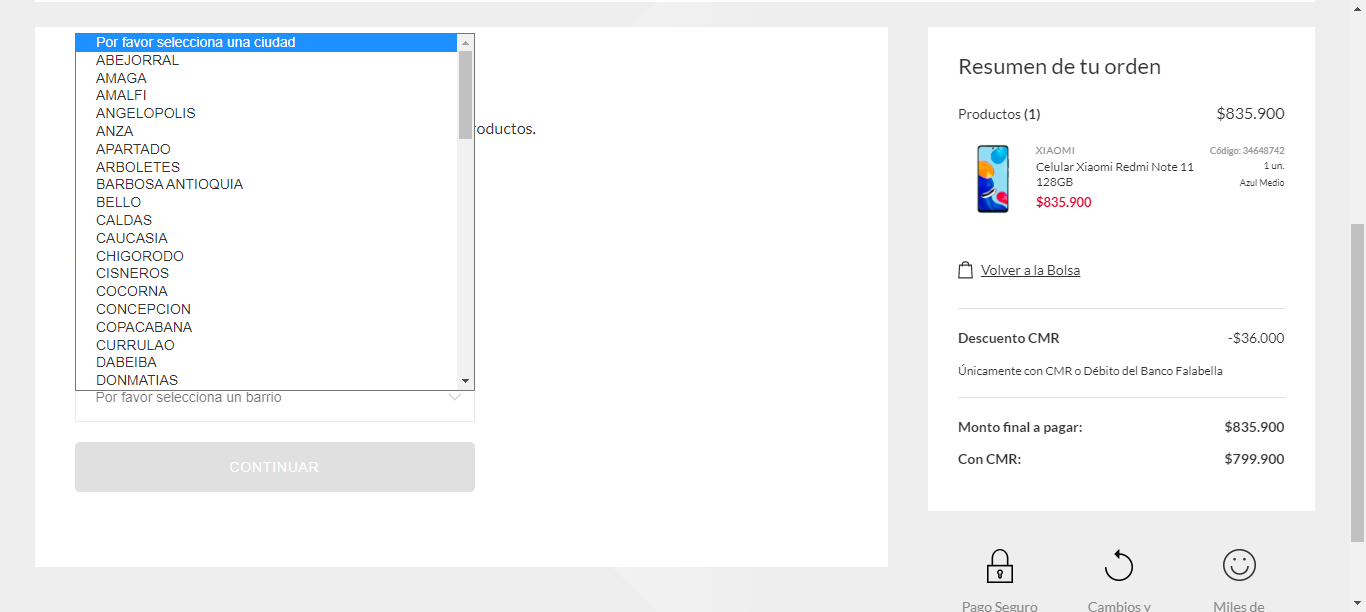 Por favor selecciona una ciudad
ABEJORRAL
AMAGA
AMALFI
ANGELOPOLIS
ANZA
APARTADO
ARBOLETES
BARBOSA ANTIOQUIA
BELLO
CALDAS
CAUCASIA
CHIGORODO
CISNEROS
COCORNA
CONCEPCION
COPACABANA
CURRULAO
DABEIBA
DONMATIAS
roductos.
Por favor selecciona un barrio
CONTINUAR
Resumen de tu orden
Productos (1) $835.900
XIAOMI Código: 34648742
Celular Xiaomi Redmi Note 11 1 un.
128GB Azul Medio
$835.900
Volver a la Bolsa
Descuento CMR -$36.000
Únicamente con CMR o Débito del Banco Falabella
Monto final a pagar: $835.900
Con CMR: $799.900
Pago Seguro Cambios y Miles de